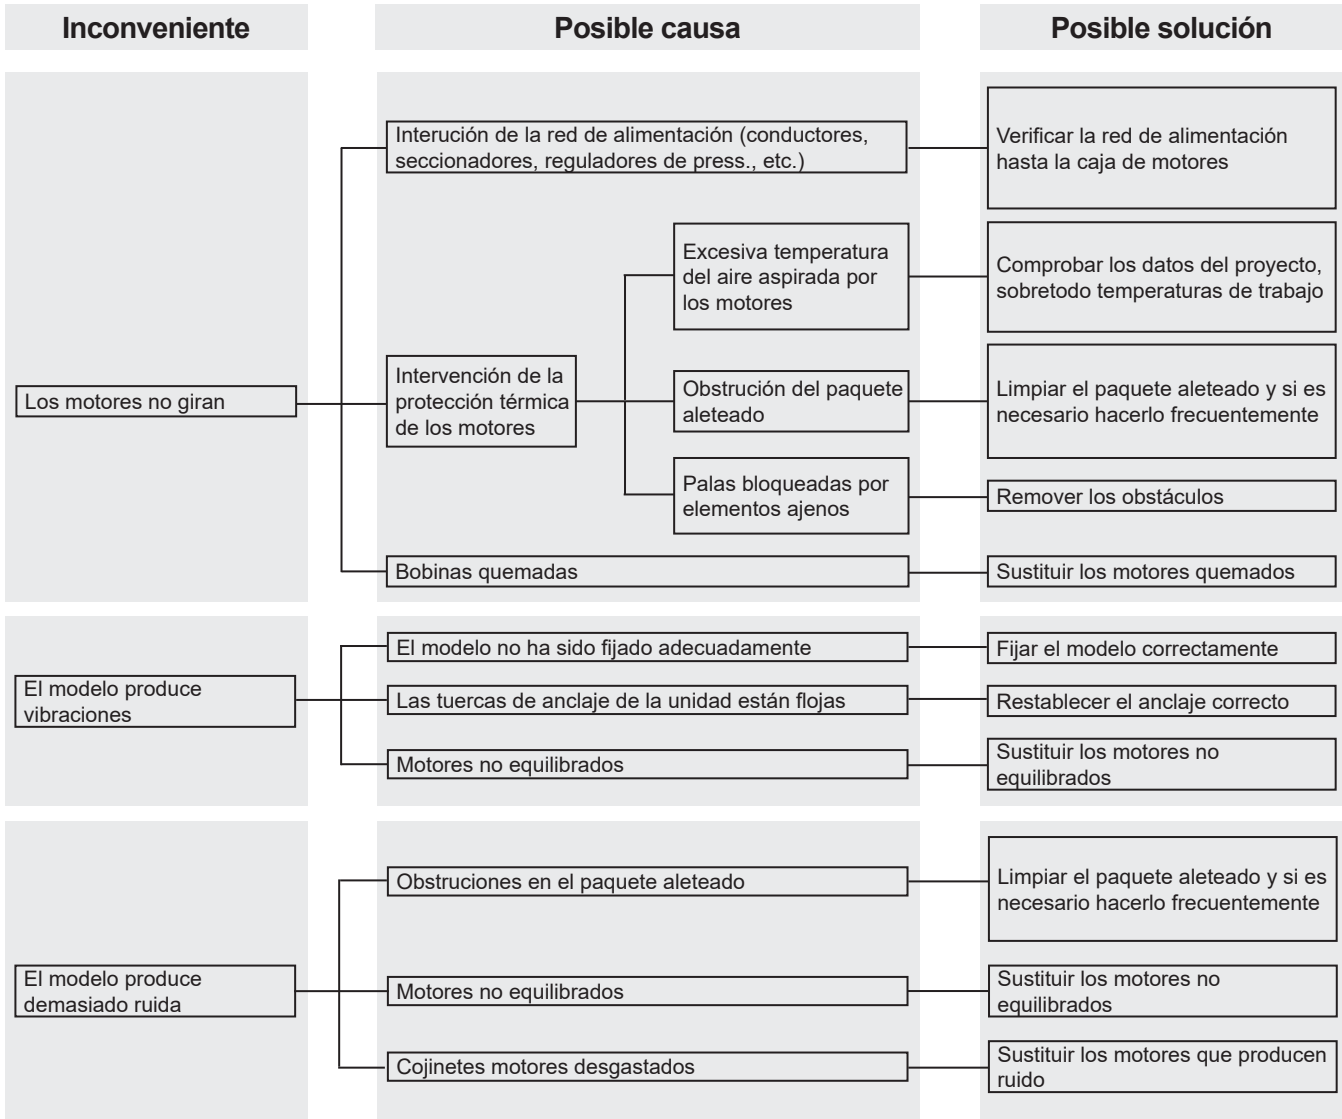 Inconveniente
Posible causa
Posible solución
Los motores no giran
Interución de la red de alimentación (conductores,
seccionadores, reguladores de press., etc.)
Verificar la red de alimentación
hasta la caja de motores
Intervención de la
protección térmica
de los motores
Excesiva temperatura
del aire aspirada por
los motores
Comprobar los datos del proyecto,
sobretodo temperaturas de trabajo
Obstrución del paquete
aleteado
Limpiar el paquete aleteado y si es
necesario hacerlo frecuentemente
Palas bloqueadas por
elementos ajenos
Remover los obstáculos
Bobinas quemadas
Sustituir los motores quemados
El modelo produce
vibraciones
El modelo no ha sido fijado adecuadamente
Fijar el modelo correctamente
Las tuercas de anclaje de la unidad están flojas
Restablecer el anclaje correcto
Motores no equilibrados
Sustituir los motores no
equilibrados
El modelo produce
demasiado ruida
Obstruciones en el paquete aleteado
Limpiar el paquete aleteado y si es
necesario hacerlo frecuentemente
Motores no equilibrados
Sustituir los motores no
equilibrados
Cojinetes motores desgastados
Sustituir los motores que producen
ruido